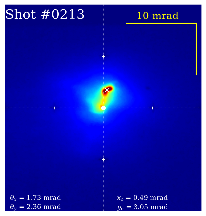 Shot #0213
10 mrad
θx = 1.73 mrad
θy = 2.36 mrad
x₀ = 0.49 mrad
y₀ = 3.05 mrad